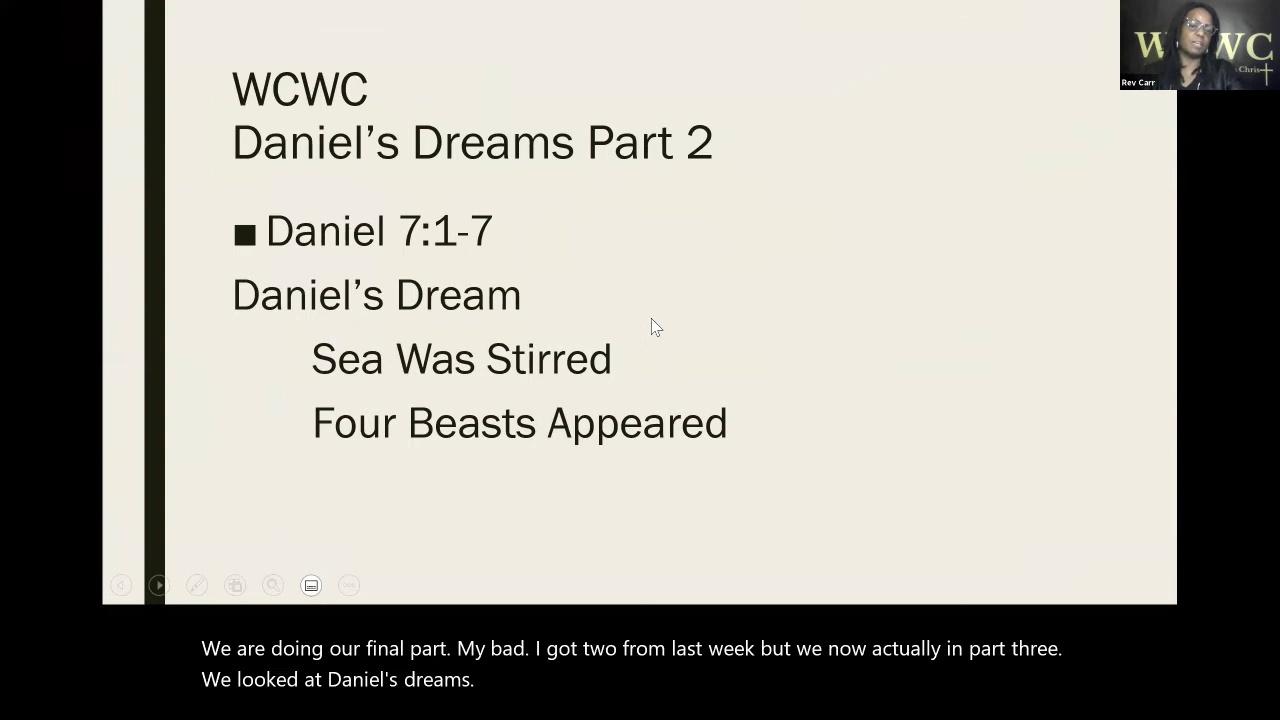 WCWC
Daniel's Dreams Part 2
■ Daniel 7:1-7
Daniel's Dream
Sea Was Stirred
Four Beasts Appeared
Rev Carr
We are doing our final part. My bad. I got two from last week but we now actually in part three.
We looked at Daniel's dreams.